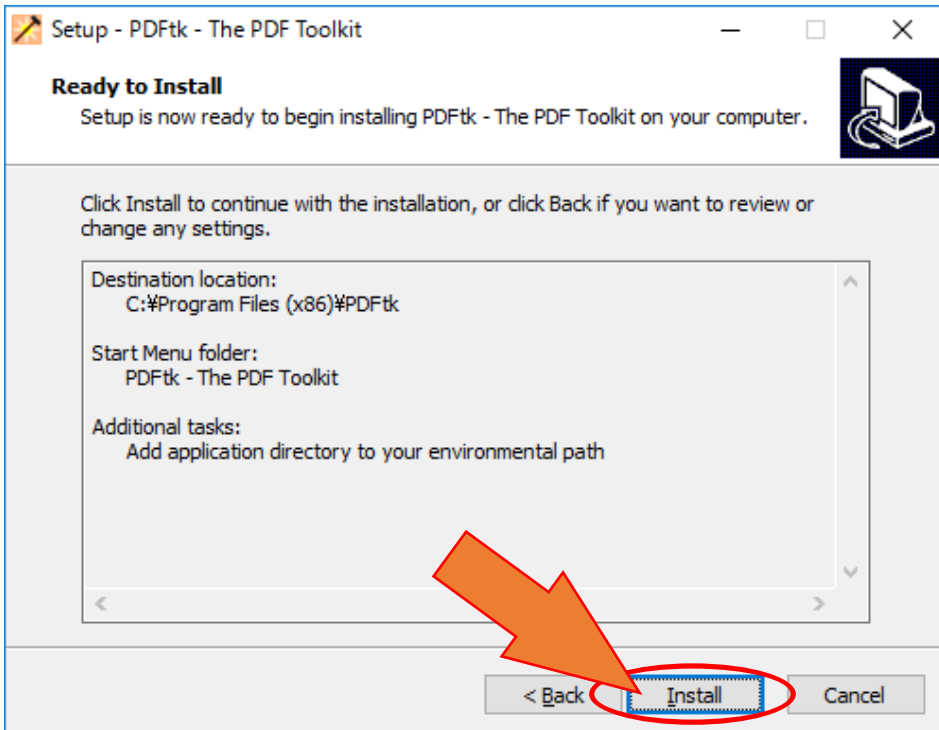 Setup - PDFtk - The PDF Toolkit
Ready to Install
Setup is now ready to begin installing PDFtk - The PDF Toolkit on your computer.
Click Install to continue with the installation, or click Back if you want to review or
change any settings.
Destination location:
C:¥Program Files (x86)¥PDFtk
Start Menu folder:
PDFtk - The PDF Toolkit
Additional tasks:
Add application directory to your environmental path
< Back
Install
Cancel